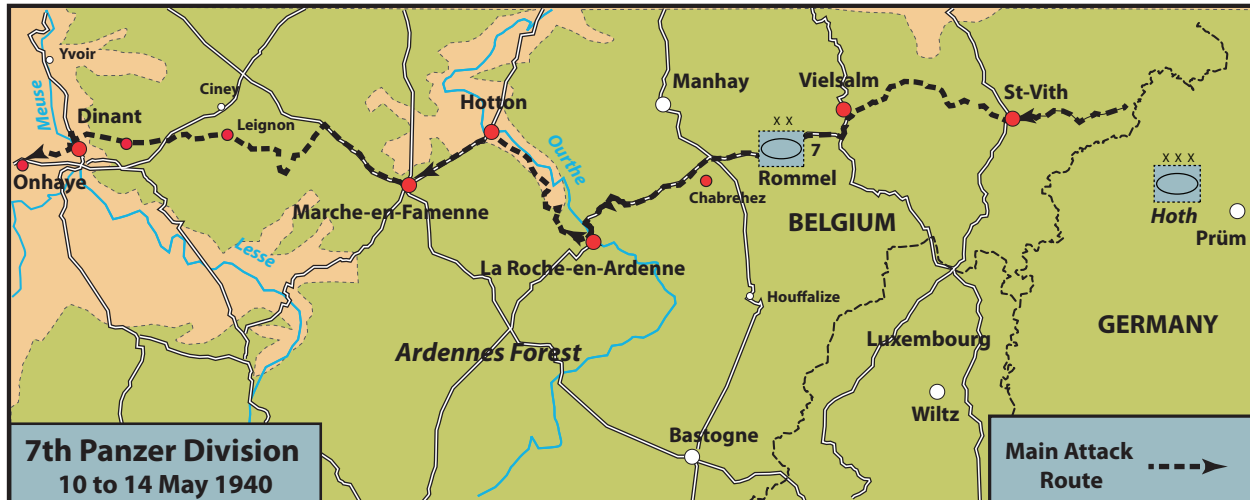 Yvoir
Meuse
Ciney
Dinant
Leignon
Onhaye
Hotton
Ourthe
Marche-en-Famenne
Lesse
La Roche-en-Ardenne
Manhay
Vielsalm
St-Vith
X X
7
Rommel
Chabrehez
BELGIUM
X X X
Hoth
Prüm
Houffalize
Luxembourg
GERMANY
Ardennes Forest
Wiltz
Bastogne
7th Panzer Division
10 to 14 May 1940
Main Attack
Route